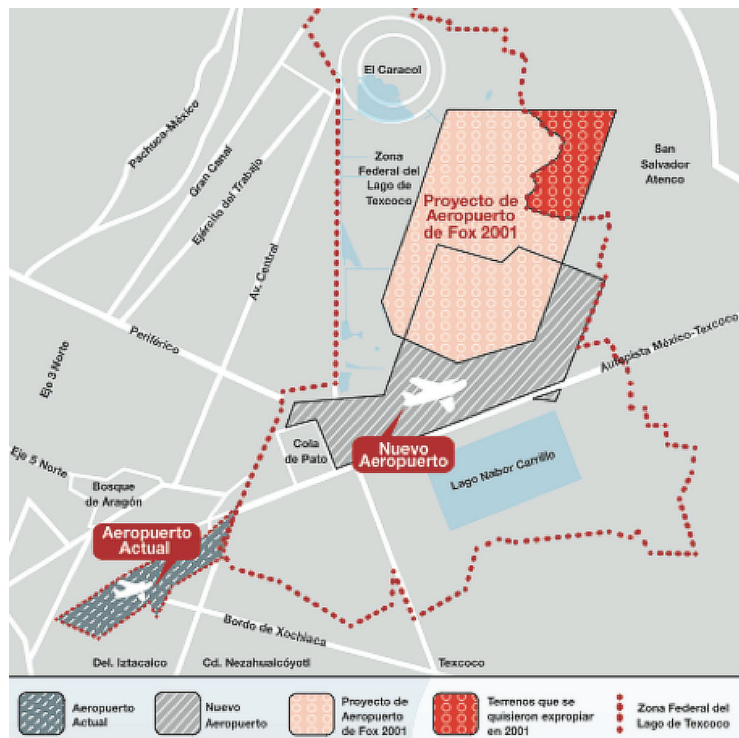 El Caracol
Pachuca-México
Gran Canal
Ejército del Trabajo
Av. Central
Zona
Federal del
Lago de
Texcoco
San
Salvador
Atenco
Proyecto de
Aeropuerto
de Fox 2001
Periférico
Eje 3 Norte
Autopista México-Texcoco
Eje 5 Norte
Cola
de Pato
Nuevo
Aeropuerto
Lago Nabor Carrillo
Bosque
de Aragón
Aeropuerto
Actual
Bordo de Xochiaca
Del. Iztacalco
Cd. Nezahualcóyotl
Texcoco
Aeropuerto
Actual
Nuevo
Aeropuerto
Proyecto de
Aeropuerto
de Fox 2001
Terrenos que se
quisieron expropiar
en 2001
Zona Federal del
Lago de Texcoco